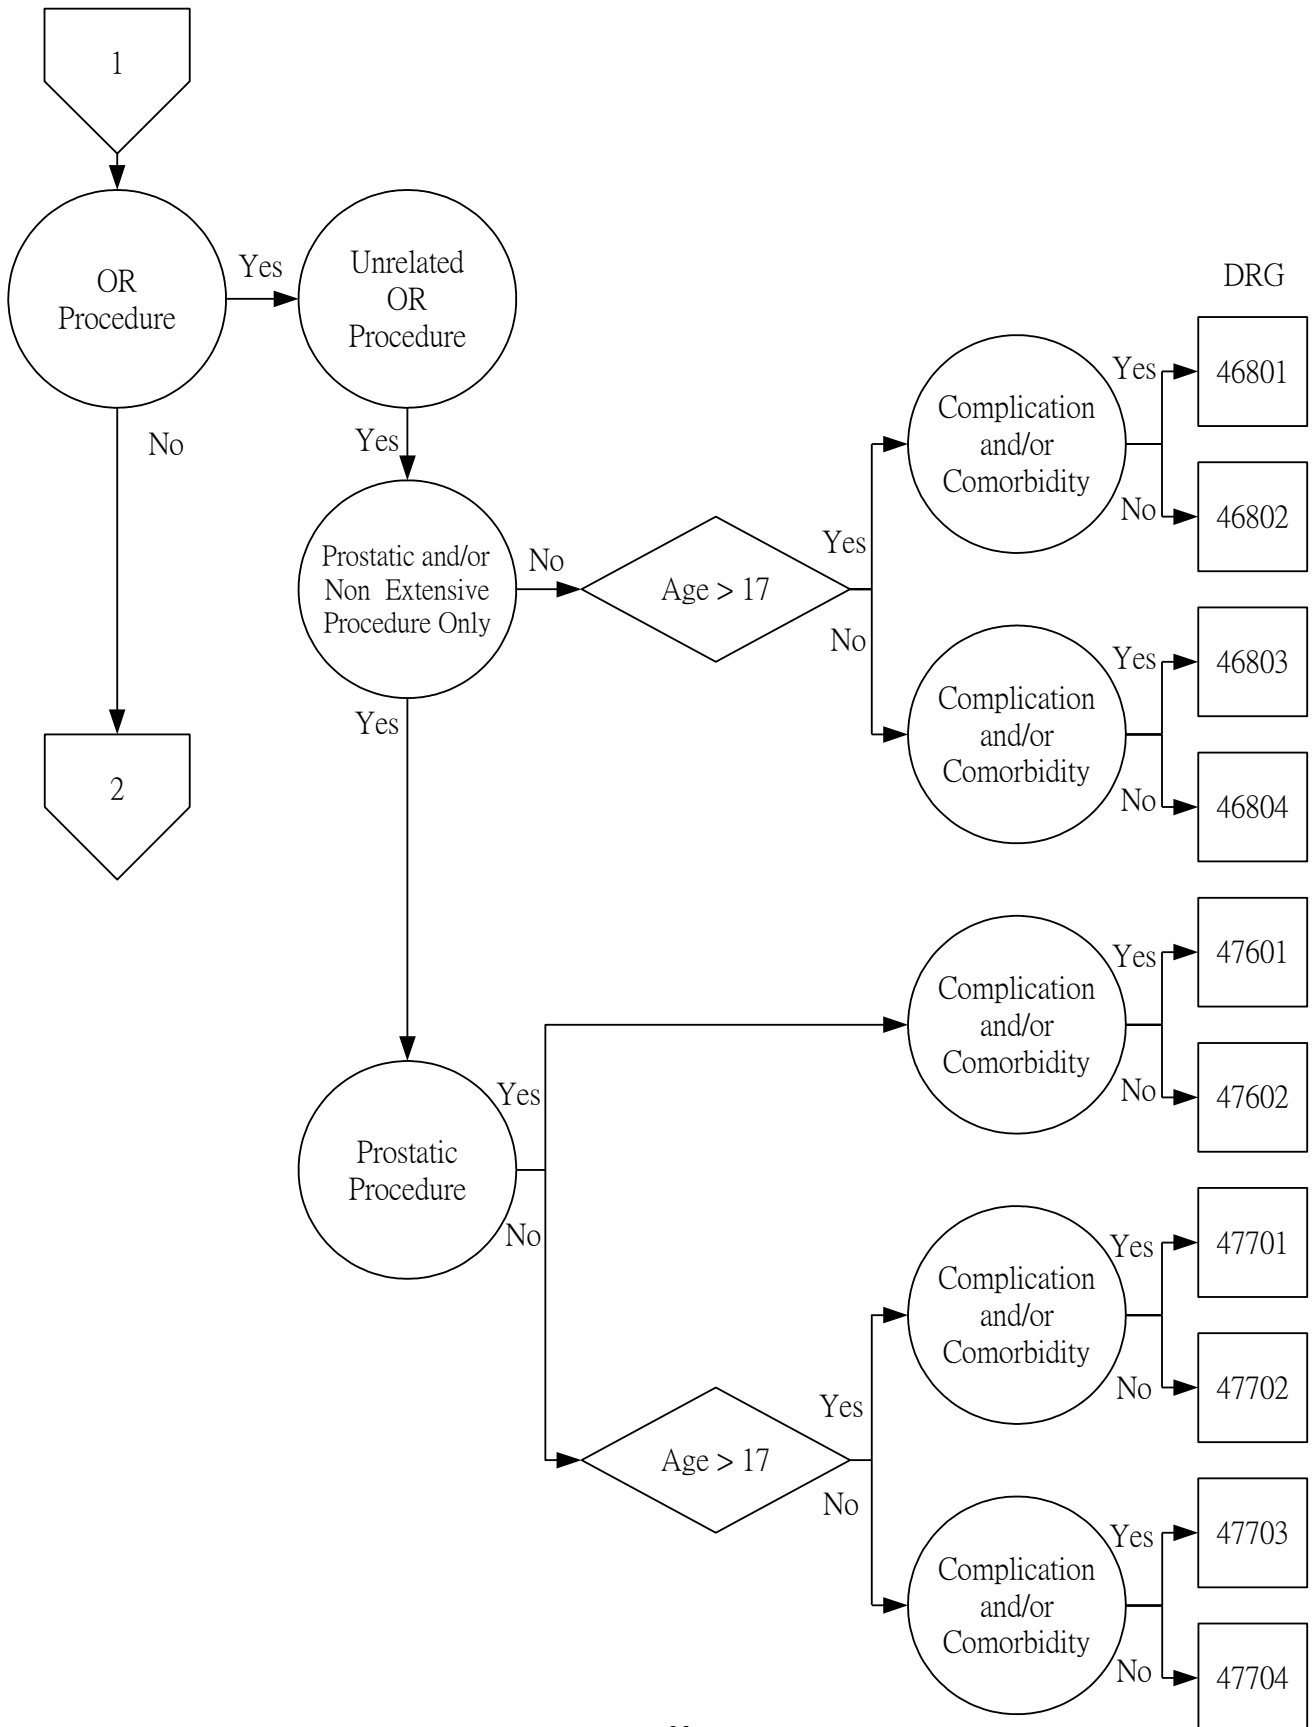 1
OR
Procedure
Yes
No
2
Unrelated
OR
Procedure
Yes
Prostatic and/or
Non Extensive
Procedure Only
No
Yes
Age > 17
Yes
No
DRG
Complication
and/or
Comorbidity
Yes
46801
No
46802
Complication
and/or
Comorbidity
Yes
46803
No
46804
Prostatic
Procedure
Yes
No
Complication
and/or
Comorbidity
Yes
47601
No
47602
Age > 17
Yes
No
Complication
and/or
Comorbidity
Yes
47701
No
47702
Complication
and/or
Comorbidity
Yes
47703
No
47704